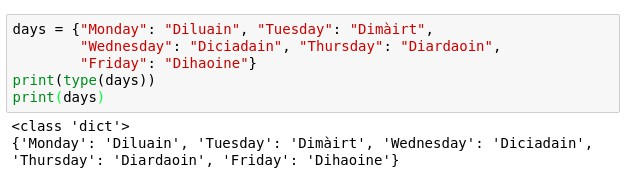 days = {"Monday": "Diluain", "Tuesday": "Dimàirt",
"Wednesday": "Diciadain", "Thursday": "Diardaoin",
"Friday": "Dihaoine"}
print(type(days))
print(days)
<class 'dict'>
{'Monday': 'Diluain', 'Tuesday': 'Dimàirt', 'Wednesday': 'Diciadain',
'Thursday': 'Diardaoin', 'Friday': 'Dihaoine'}